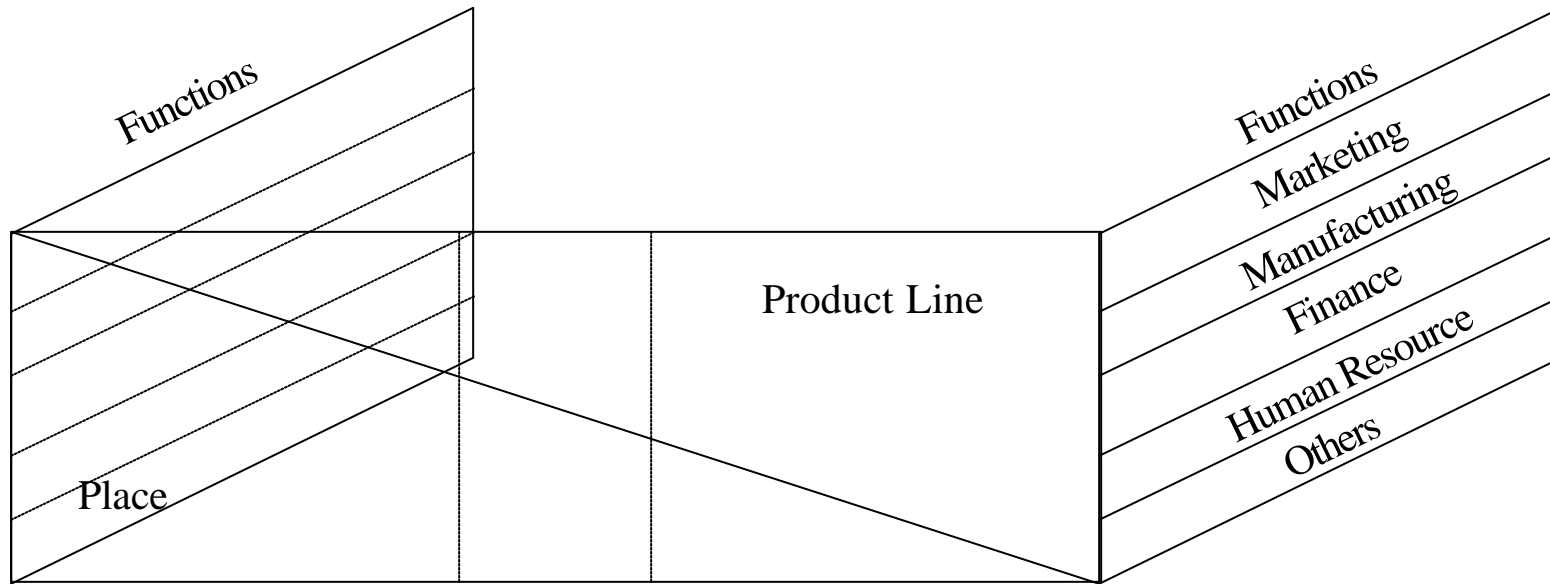 Functions
Functions
Marketing
Manufacturing
Finance
Human Resource
Others
Product Line
Place